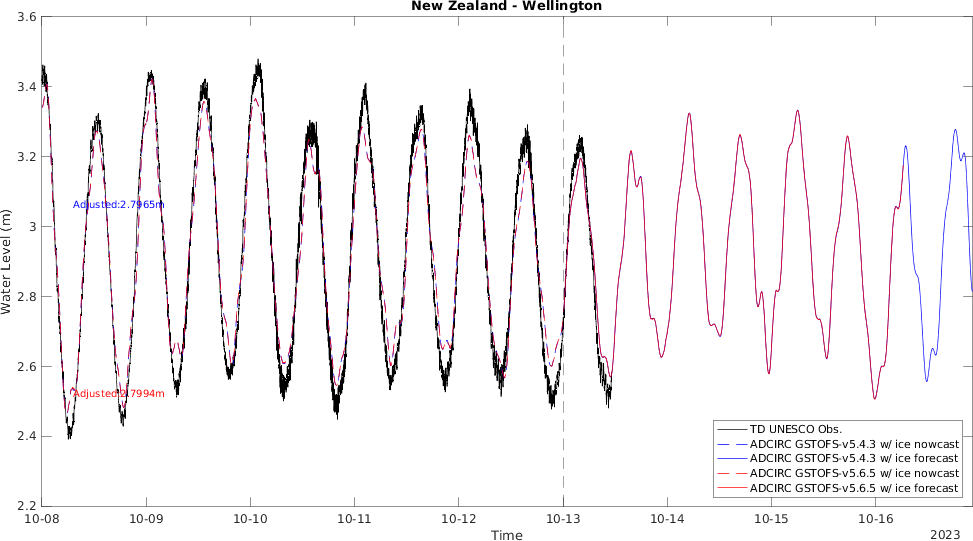 New Zealand - Wellington
3.6
3.4
3.2
3
2.8
2.6
2.4
2.2
Water Level (m)
Adjusted:2.7965m
Adjusted:2.7994m
TD UNESCO Obs.
ADCIRC GSTOFS-v5.4.3 w/ ice nowcast
ADCIRC GSTOFS-v5.4.3 w/ ice forecast
ADCIRC GSTOFS-v5.6.5 w/ ice nowcast
ADCIRC GSTOFS-v5.6.5 w/ ice forecast
10-08 10-09 10-10 10-11 10-12 10-13 10-14 10-15 10-16
Time
2023